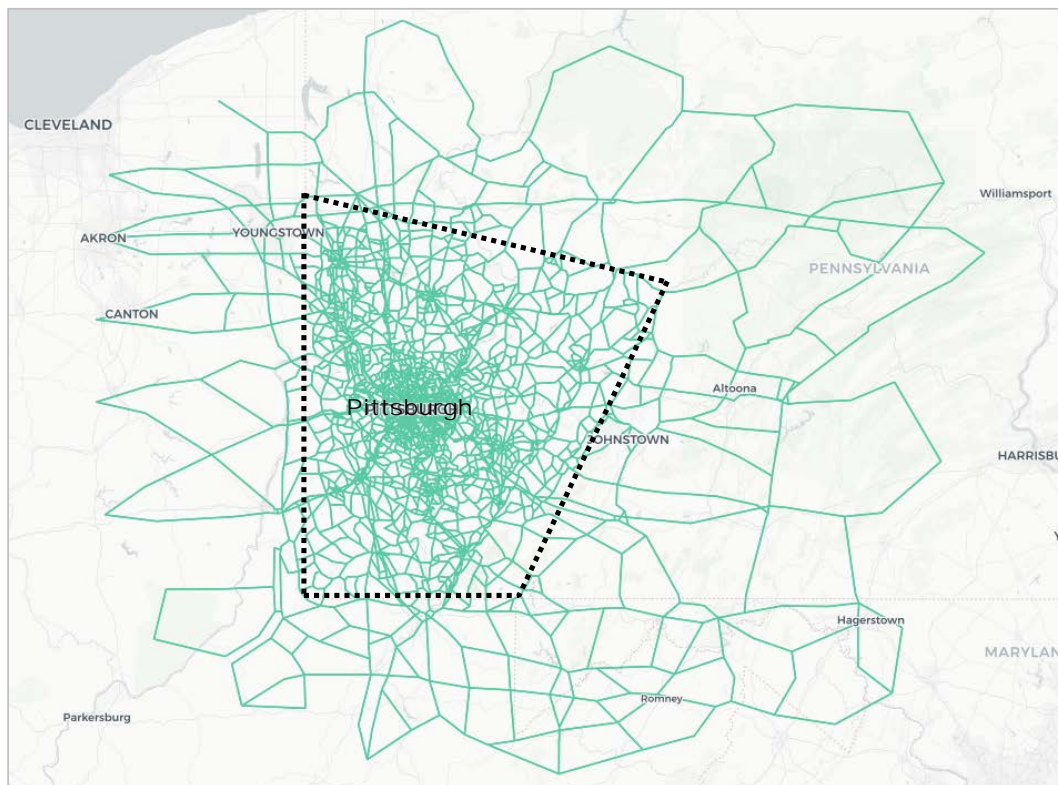 CLEVELAND
Williamsport
AKRON
YOUNGSTOWN
PENNSYLVANIA
CANTON
Altoona
Pittsburgh
JOHNSTOWN
HARRISBU
Y
Hagerstown
MARYLAN
Romney
Parkersburg